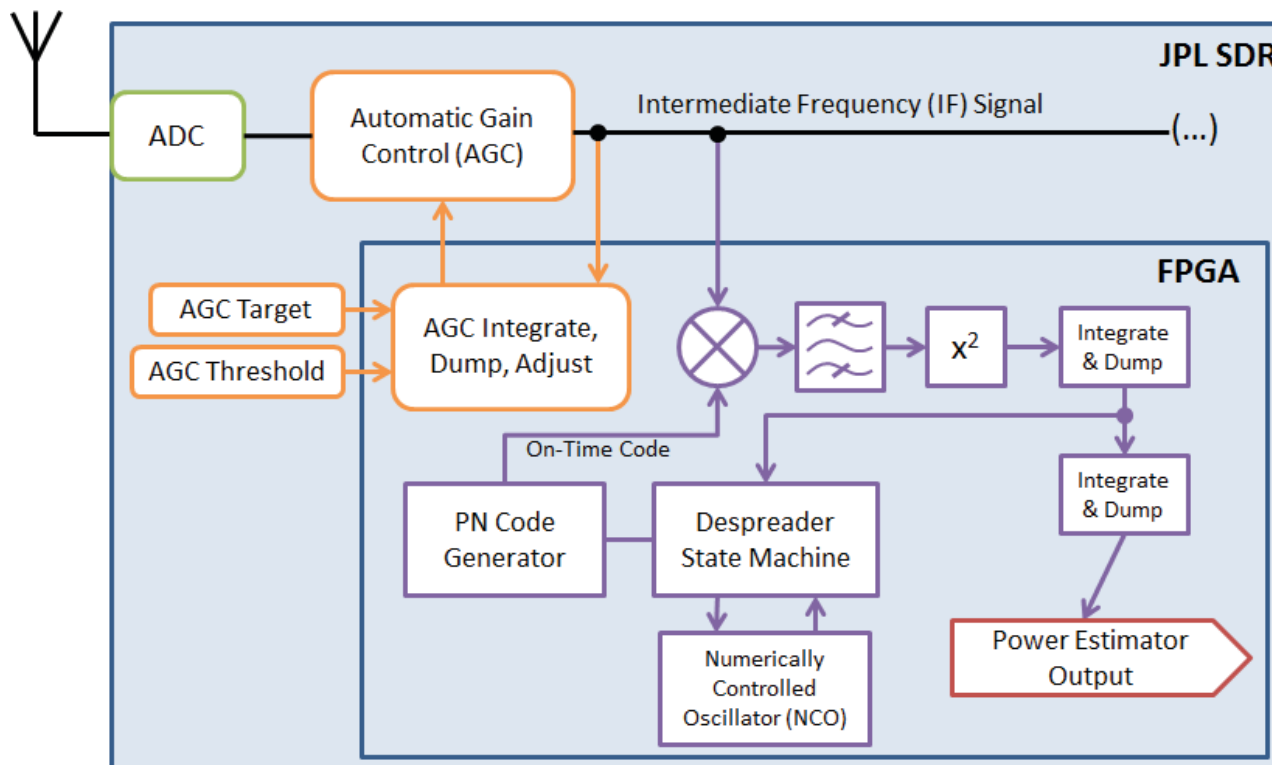 JPL SDR
ADC
Automatic Gain
Control (AGC)
Intermediate Frequency (IF) Signal
(...)
FPGA
AGC Target
AGC Threshold
AGC Integrate,
Dump, Adjust
x²
Integrate
& Dump
On-Time Code
Integrate
& Dump
PN Code
Generator
Despreader
State Machine
Numerically
Controlled
Oscillator (NCO)
Power Estimator
Output